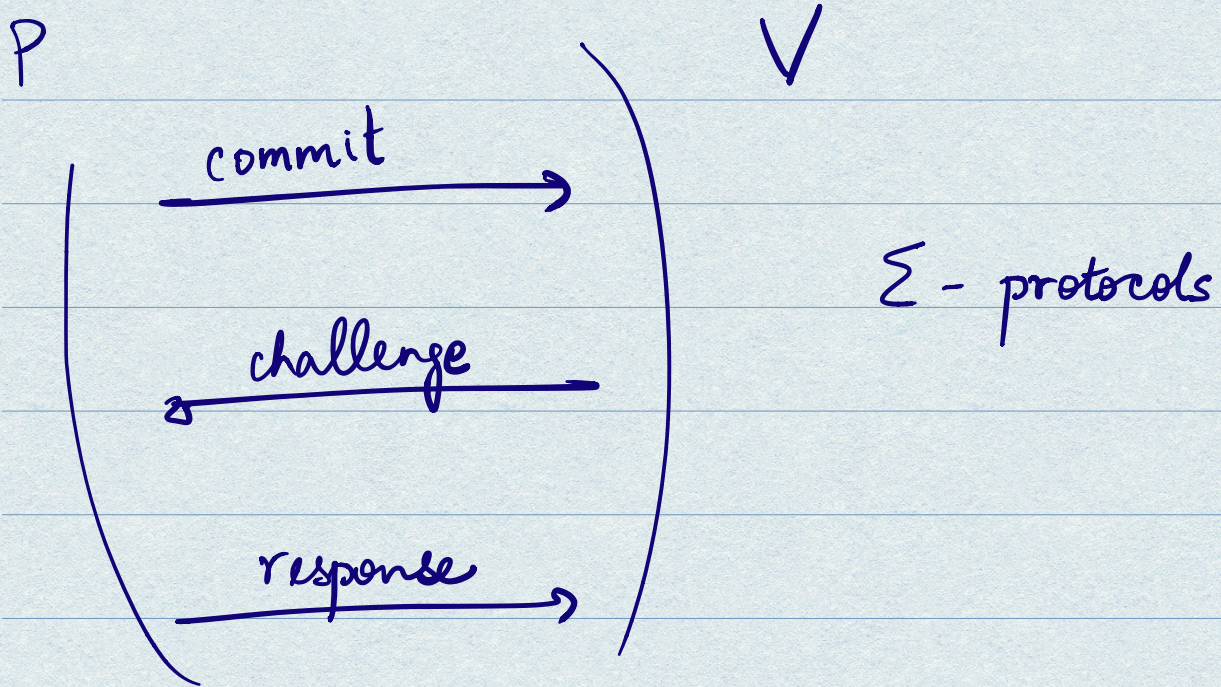 P V
commit
Σ - protocols
challenge
response